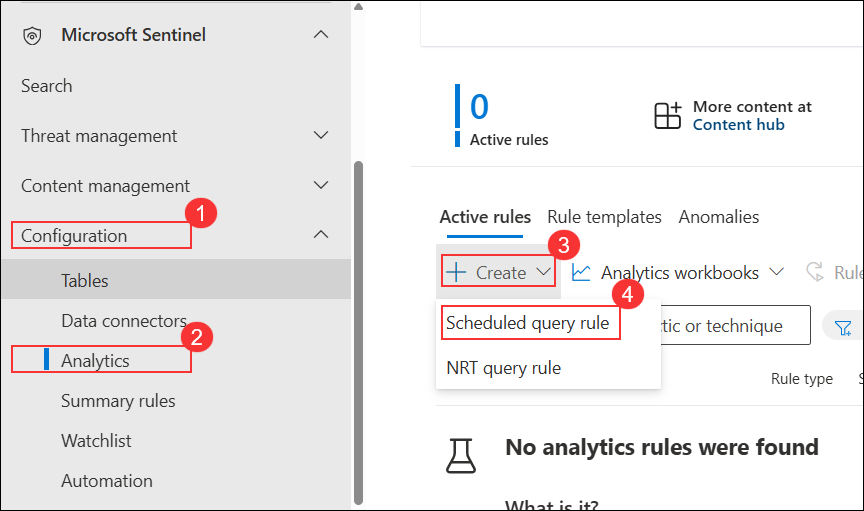 Microsoft Sentinel
Search
Threat management
Content management
1
Configuration
Tables
Data connectors
2
Analytics
Summary rules
Watchlist
Automation
0
Active rules
More content at
Content hub
Active rules Rule templates Anomalies
3
Create Analytics workbooks
4
Scheduled query rule or technique
NRT query rule
Rule type
No analytics rules were found
What is it?